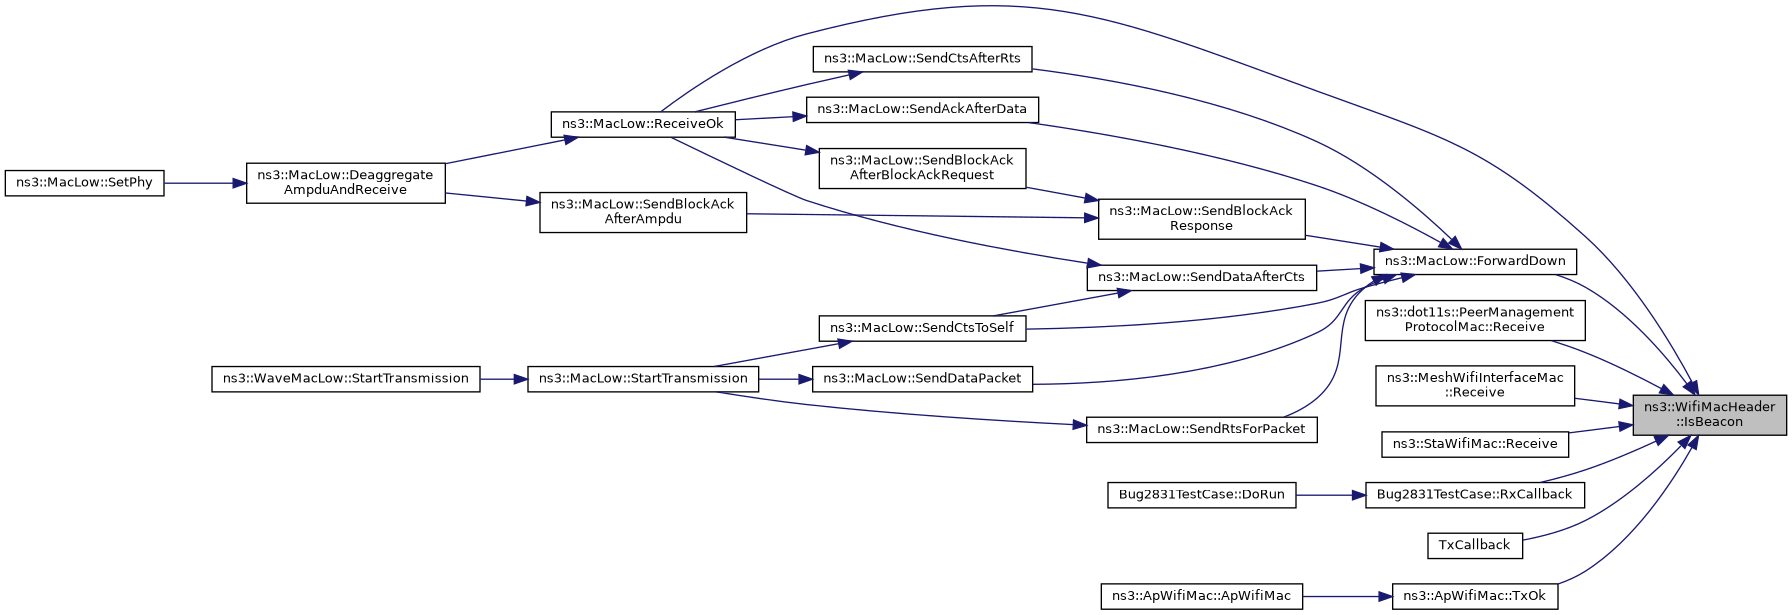 ns3::MacLow::SendCtsAfterRts
ns3::MacLow::SendAckAfterData
ns3::MacLow::ReceiveOk
ns3::MacLow::SendBlockAck
AfterBlockAckRequest
ns3::MacLow::SetPhy
ns3::MacLow::Deaggregate
AmpduAndReceive
ns3::MacLow::SendBlockAck
AfterAmpdu
ns3::MacLow::SendBlockAck
Response
ns3::MacLow::ForwardDown
ns3::MacLow::SendDataAfterCts
ns3::dot11s::PeerManagement
ProtocolMac::Receive
ns3::MacLow::SendCtsToSelf
ns3::WaveMacLow::StartTransmission
ns3::MacLow::StartTransmission
ns3::MacLow::SendDataPacket
ns3::MeshWifiInterfaceMac
::Receive
ns3::WifiMacHeader
::IsBeacon
ns3::MacLow::SendRtsForPacket
ns3::StaWifiMac::Receive
Bug2831TestCase::DoRun
Bug2831TestCase::RxCallback
TxCallback
ns3::ApWifiMac::ApWifiMac
ns3::ApWifiMac::TxOk